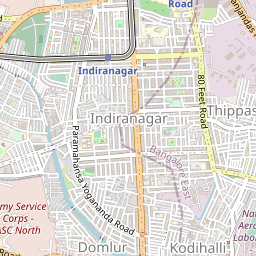 Road
Indiranagar
80 Feet Road
Indiranagar
Thippas
Paramahansa Yogananda Road
Bangalore East
my Service
Corps -
SC North
Domlur
Kodihalli
Nati
Aero
Labo